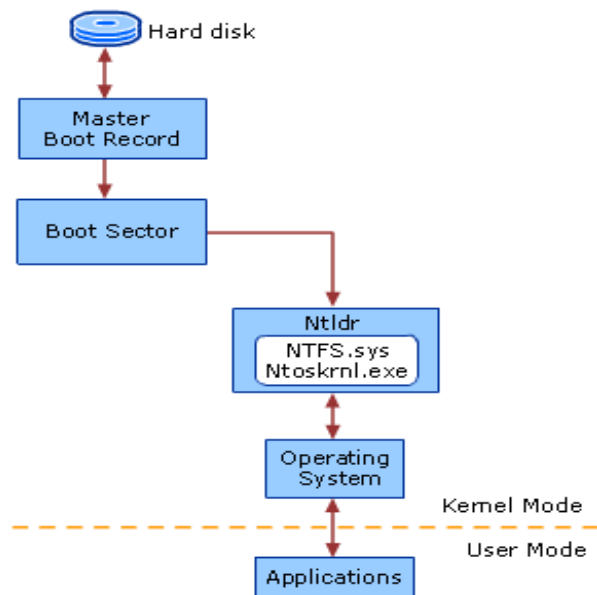 Hard disk
Master
Boot Record
Boot Sector
Ntldr
NTFS.sys
Ntoskrnl.exe
Operating
System
Kernel Mode
User Mode
Applications